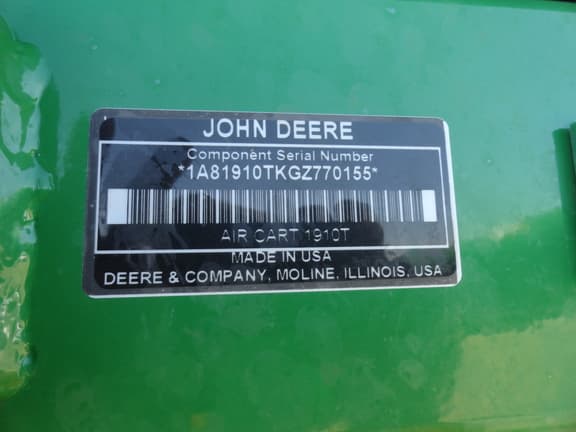 JOHN DEERE
Component Serial Number
*1A81910TKGZ770155*
AIR CART 1910T
MADE IN USA
DEERE & COMPANY, MOLINE, ILLINOIS, USA